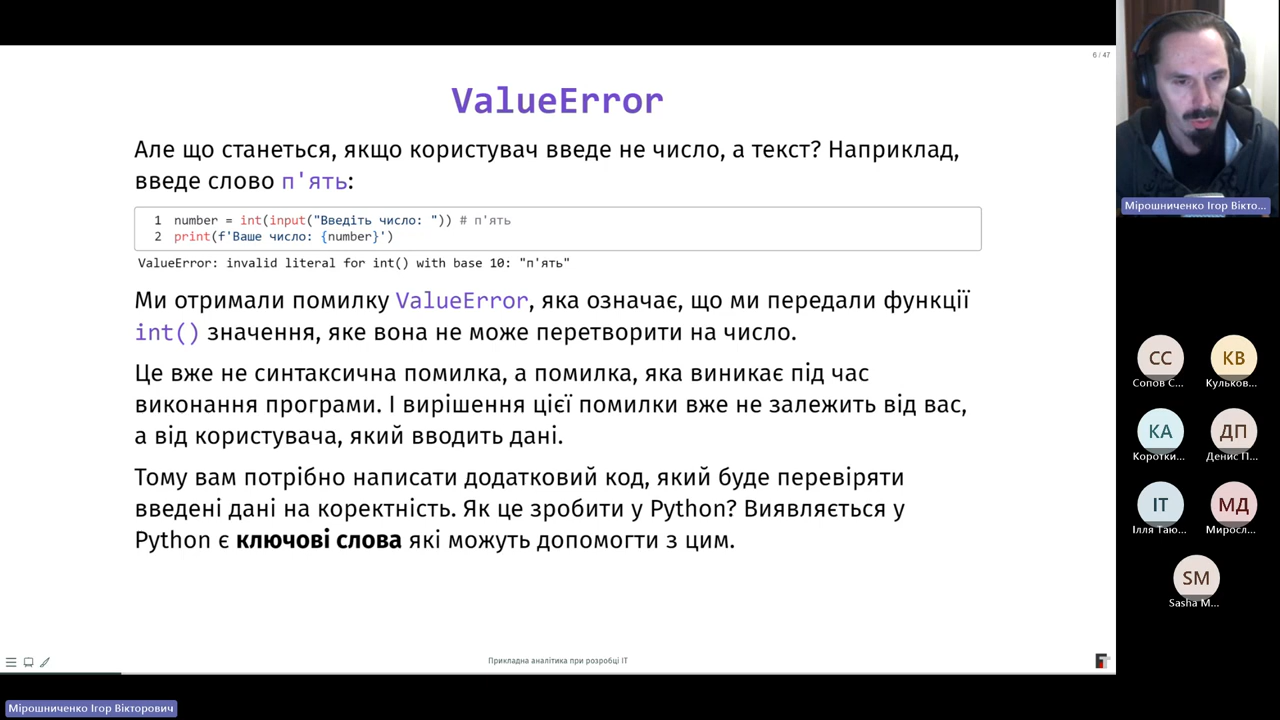 6 / 47
ValueError
Але що станеться, якщо користувач введе не число, а текст? Наприклад,
введе слово п'ять:
1 number = int(input("Введіть число: ")) # п'ять
2 print(f'Ваше число: {number}')
ValueError: invalid literal for int() with base 10: "п'ять"
Ми отримали помилку ValueError, яка означає, що ми передали функції
int() значення, яке вона не може перетворити на число.
Це вже не синтаксична помилка, а помилка, яка виникає під час
виконання програми. І вирішення цієї помилки вже не залежить від вас,
а від користувача, який вводить дані.
Тому вам потрібно написати додатковий код, який буде перевіряти
введені дані на коректність. Як це зробити у Python? Виявляється у
Python є ключові слова які можуть допомогти з цим.
Прикладна аналітика при розробці ІТ
Мірошниченко Ігор Вікто...
СС
Сопов С...
КВ
Кульков...
КА
Коротки...
ДП
Денис П...
ІТ
Ілля Таю...
МД
Миросл...
SM
Sasha M...
Мірошниченко Ігор Вікторович